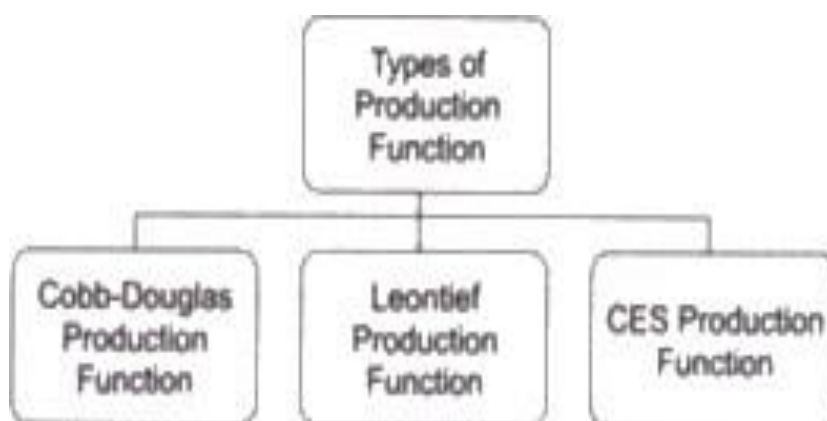 Types of
Production
Function
Cobb-Douglas
Production
Function
Leontief
Production
Function
CES Production
Function